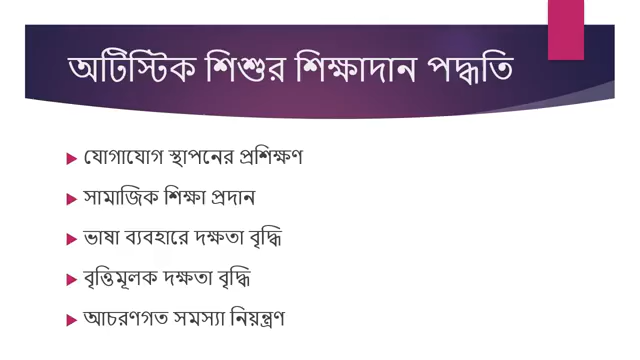 অটিস্টিক শিশুর শিক্ষাদান পদ্ধতি
যোগাযোগ স্থাপনের প্রশিক্ষণ
সামাজিক শিক্ষা প্রদান
ভাষা ব্যবহারে দক্ষতা বৃদ্ধি
বৃত্তিমূলক দক্ষতা বৃদ্ধি
আচরণগত সমস্যা নিয়ন্ত্রণ